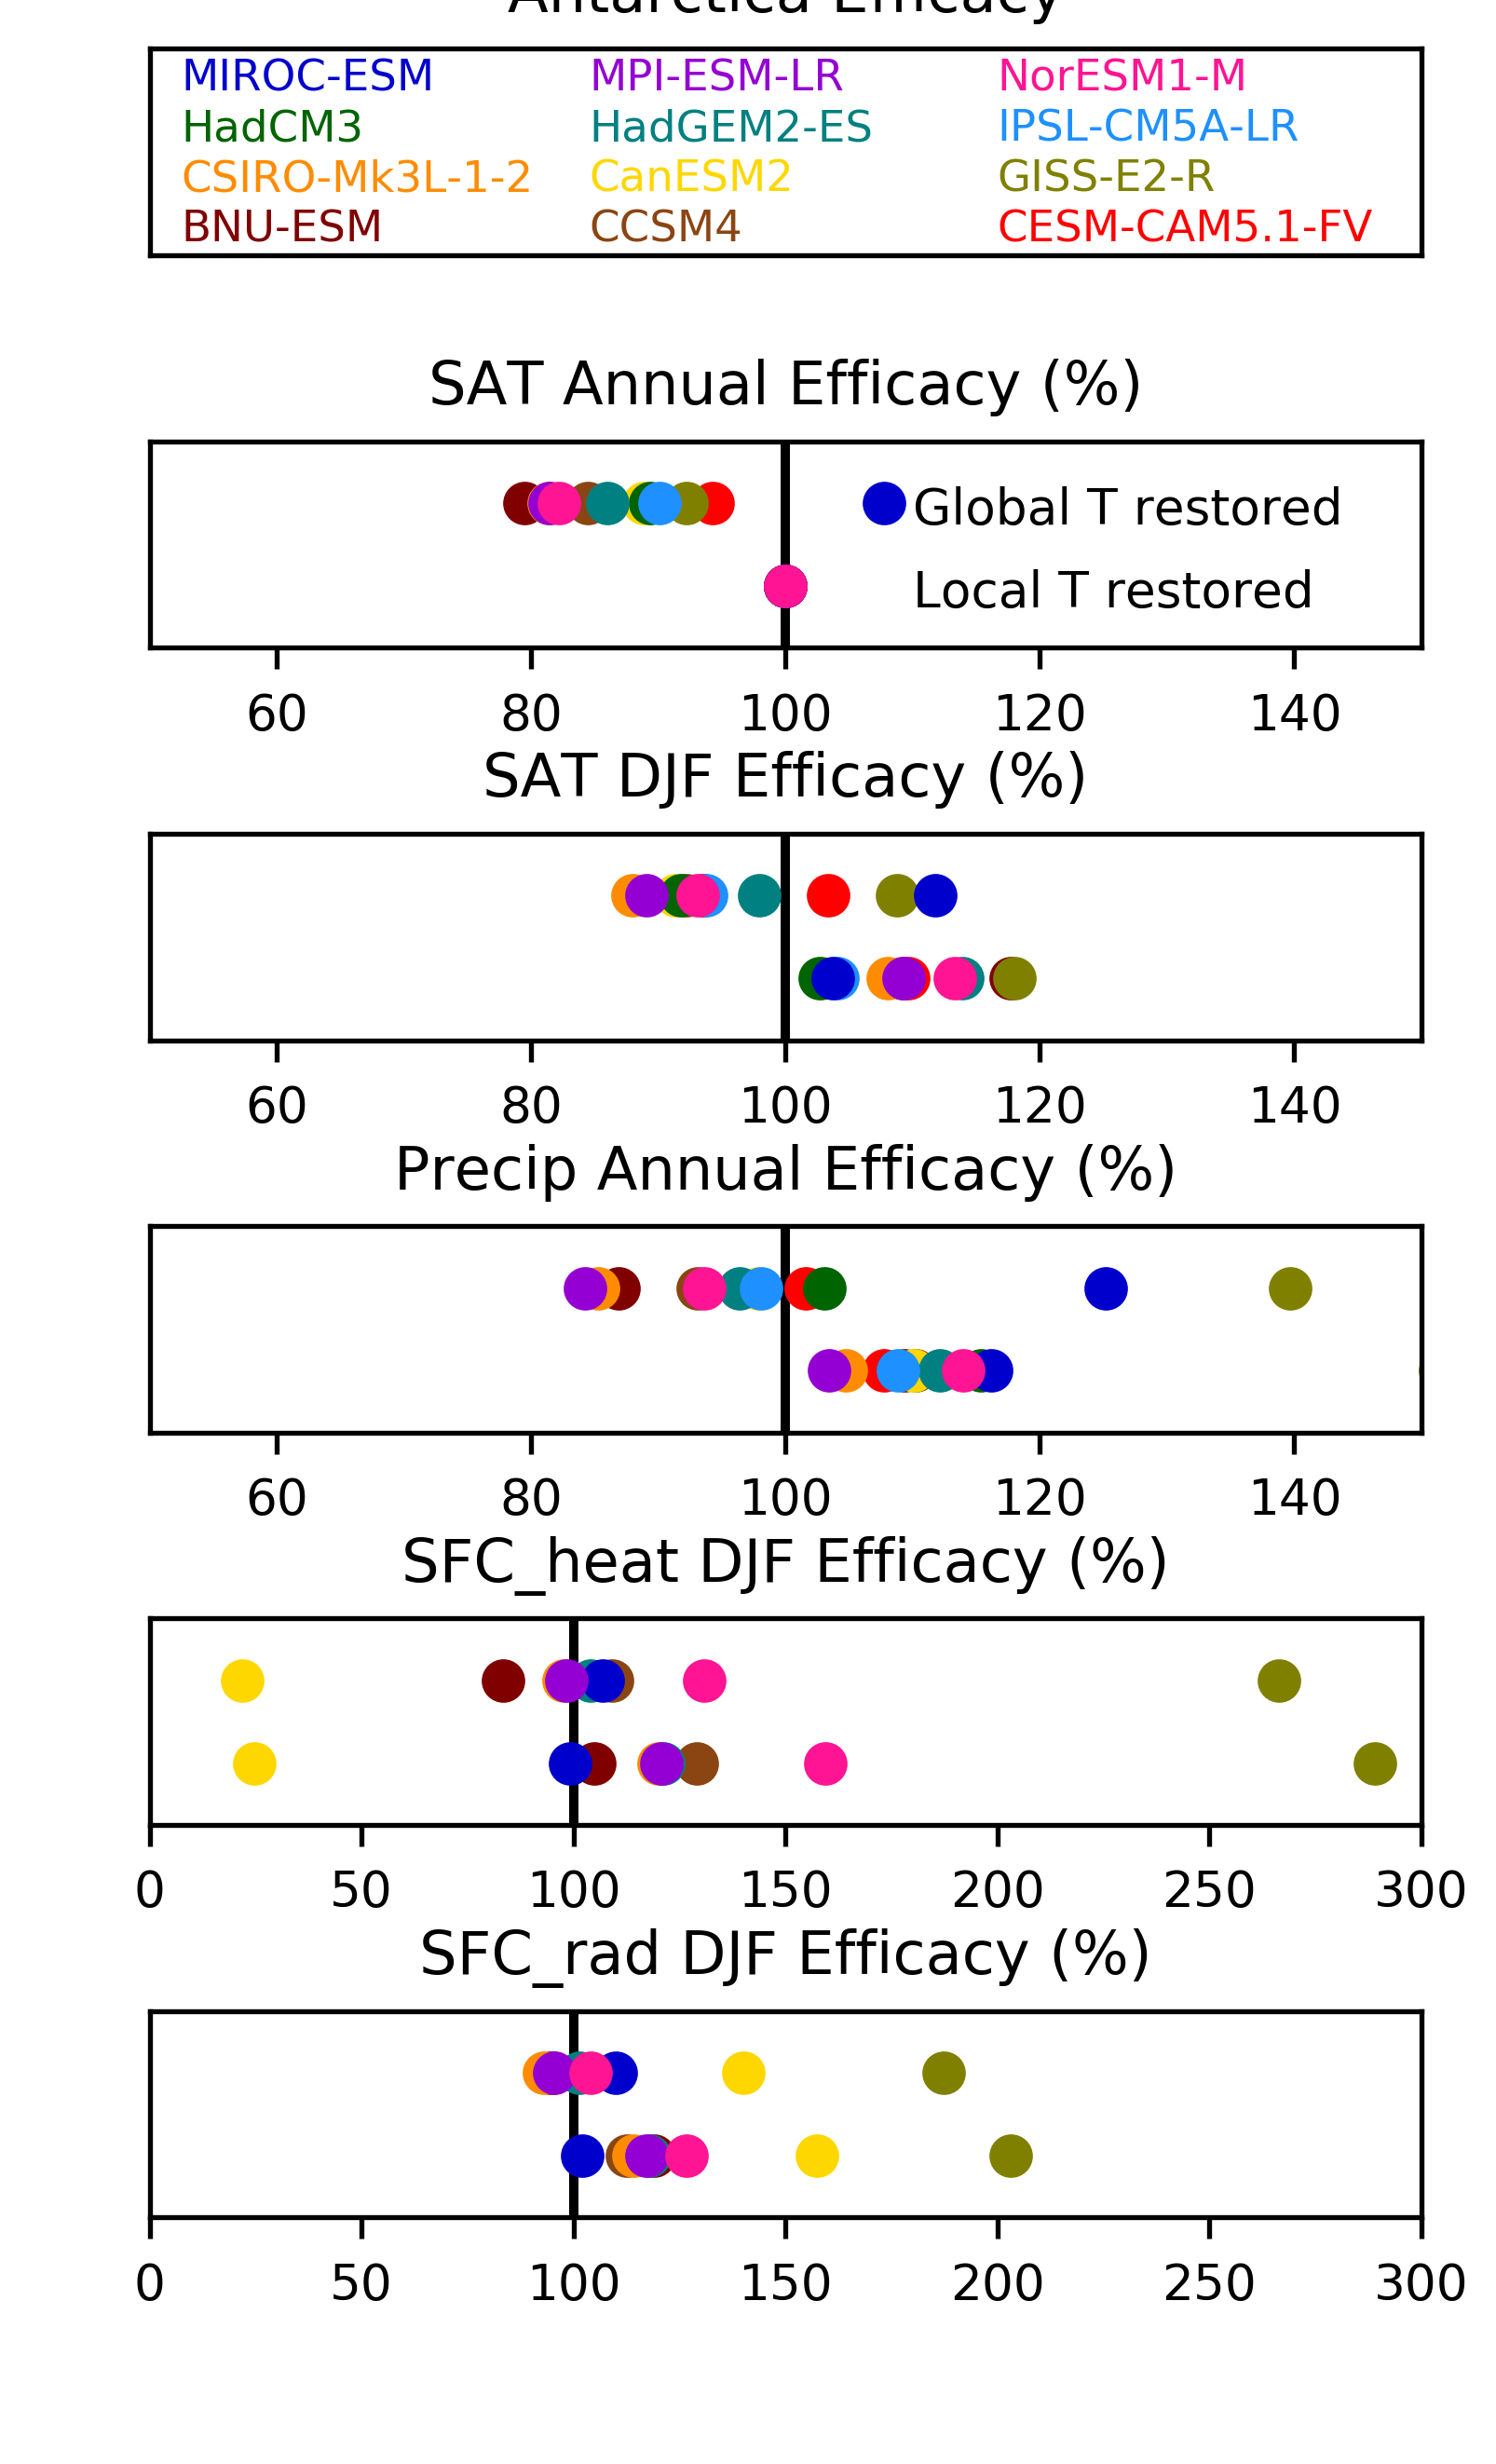 Antarctica Efficacy
MIROC-ESM MPI-ESM-LR NorESM1-M
HadCM3 HadGEM2-ES IPSL-CM5A-LR
CSIRO-Mk3L-1-2 CanESM2 GISS-E2-R
BNU-ESM CCSM4 CESM-CAM5.1-FV
SAT Annual Efficacy (%)
Global T restored
Local T restored
60 80 100 120 140
SAT DJF Efficacy (%)
60 80 100 120 140
Precip Annual Efficacy (%)
60 80 100 120 140
SFC_heat DJF Efficacy (%)
0 50 100 150 200 250 300
SFC_rad DJF Efficacy (%)
0 50 100 150 200 250 300